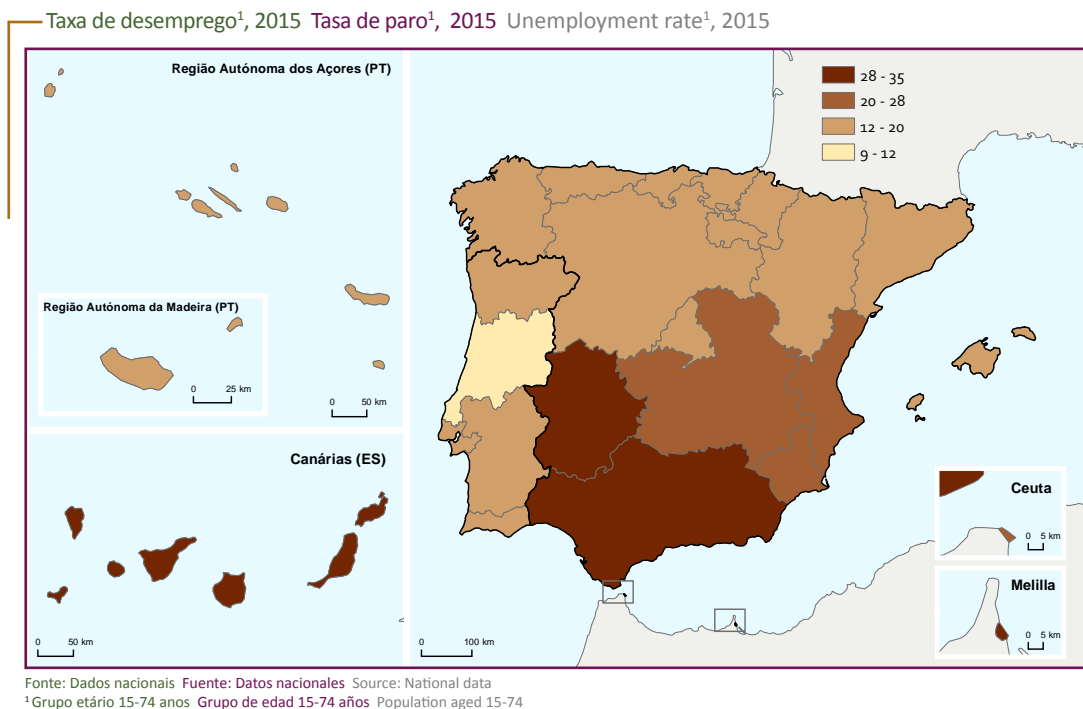 Taxa de desemprego¹, 2015 Tasa de paro¹, 2015 Unemployment rate¹, 2015
Região Autónoma dos Açores (PT)
28 - 35
20 - 28
12 - 20
9 - 12
Região Autónoma da Madeira (PT)
0 25 km
0 50 km
Canárias (ES)
0 50 km
0 100 km
Ceuta
0 5 km
Melilla
0 5 km
Fonte: Dados nacionais Fuente: Datos nacionales Source: National data
¹ Grupo etário 15-74 anos Grupo de edad 15-74 años Population aged 15-74